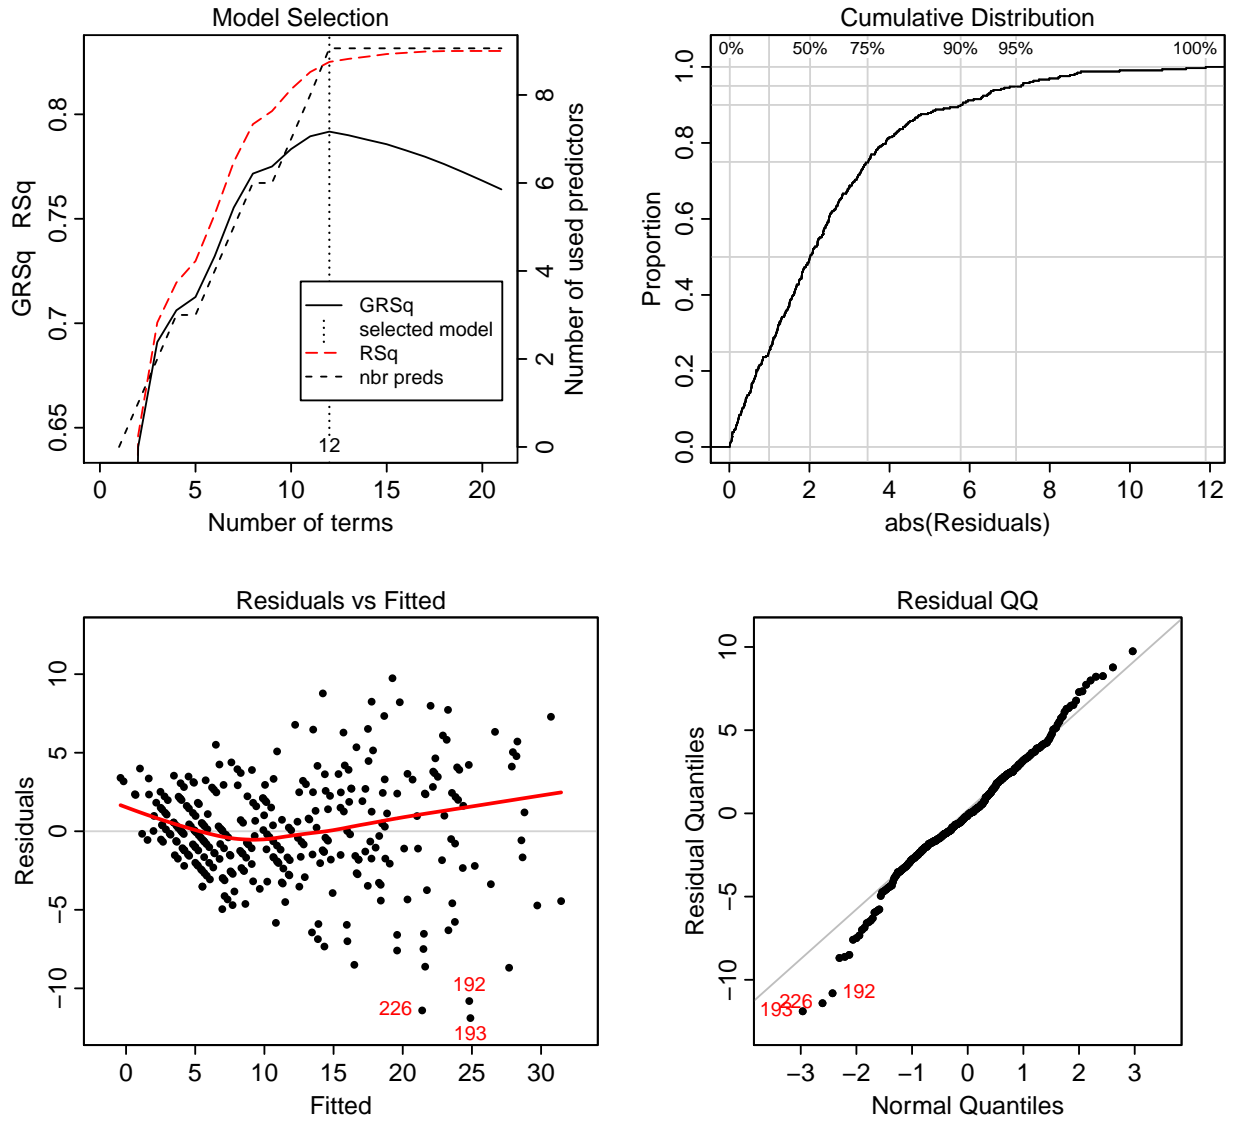 Model Selection
GRSq RSq
0.65 0.7 0.75 0.8
0 2 4 6 8
Number of used predictors
GRSq
selected model
RSq
nbr preds
12
0 5 10 15 20
Number of terms
Cumulative Distribution
0% 50% 75% 90% 95% 100%
Proportion
0.0 0.2 0.4 0.6 0.8 1.0
0 2 4 6 8 10 12
abs(Residuals)
Residuals vs Fitted
Residuals
−10 −5 0 5 10
192
226
193
0 5 10 15 20 25 30
Fitted
Residual QQ
Residual Quantiles
−10 −5 0 5 10
192
226
193
−3 −2 −1 0 1 2 3
Normal Quantiles